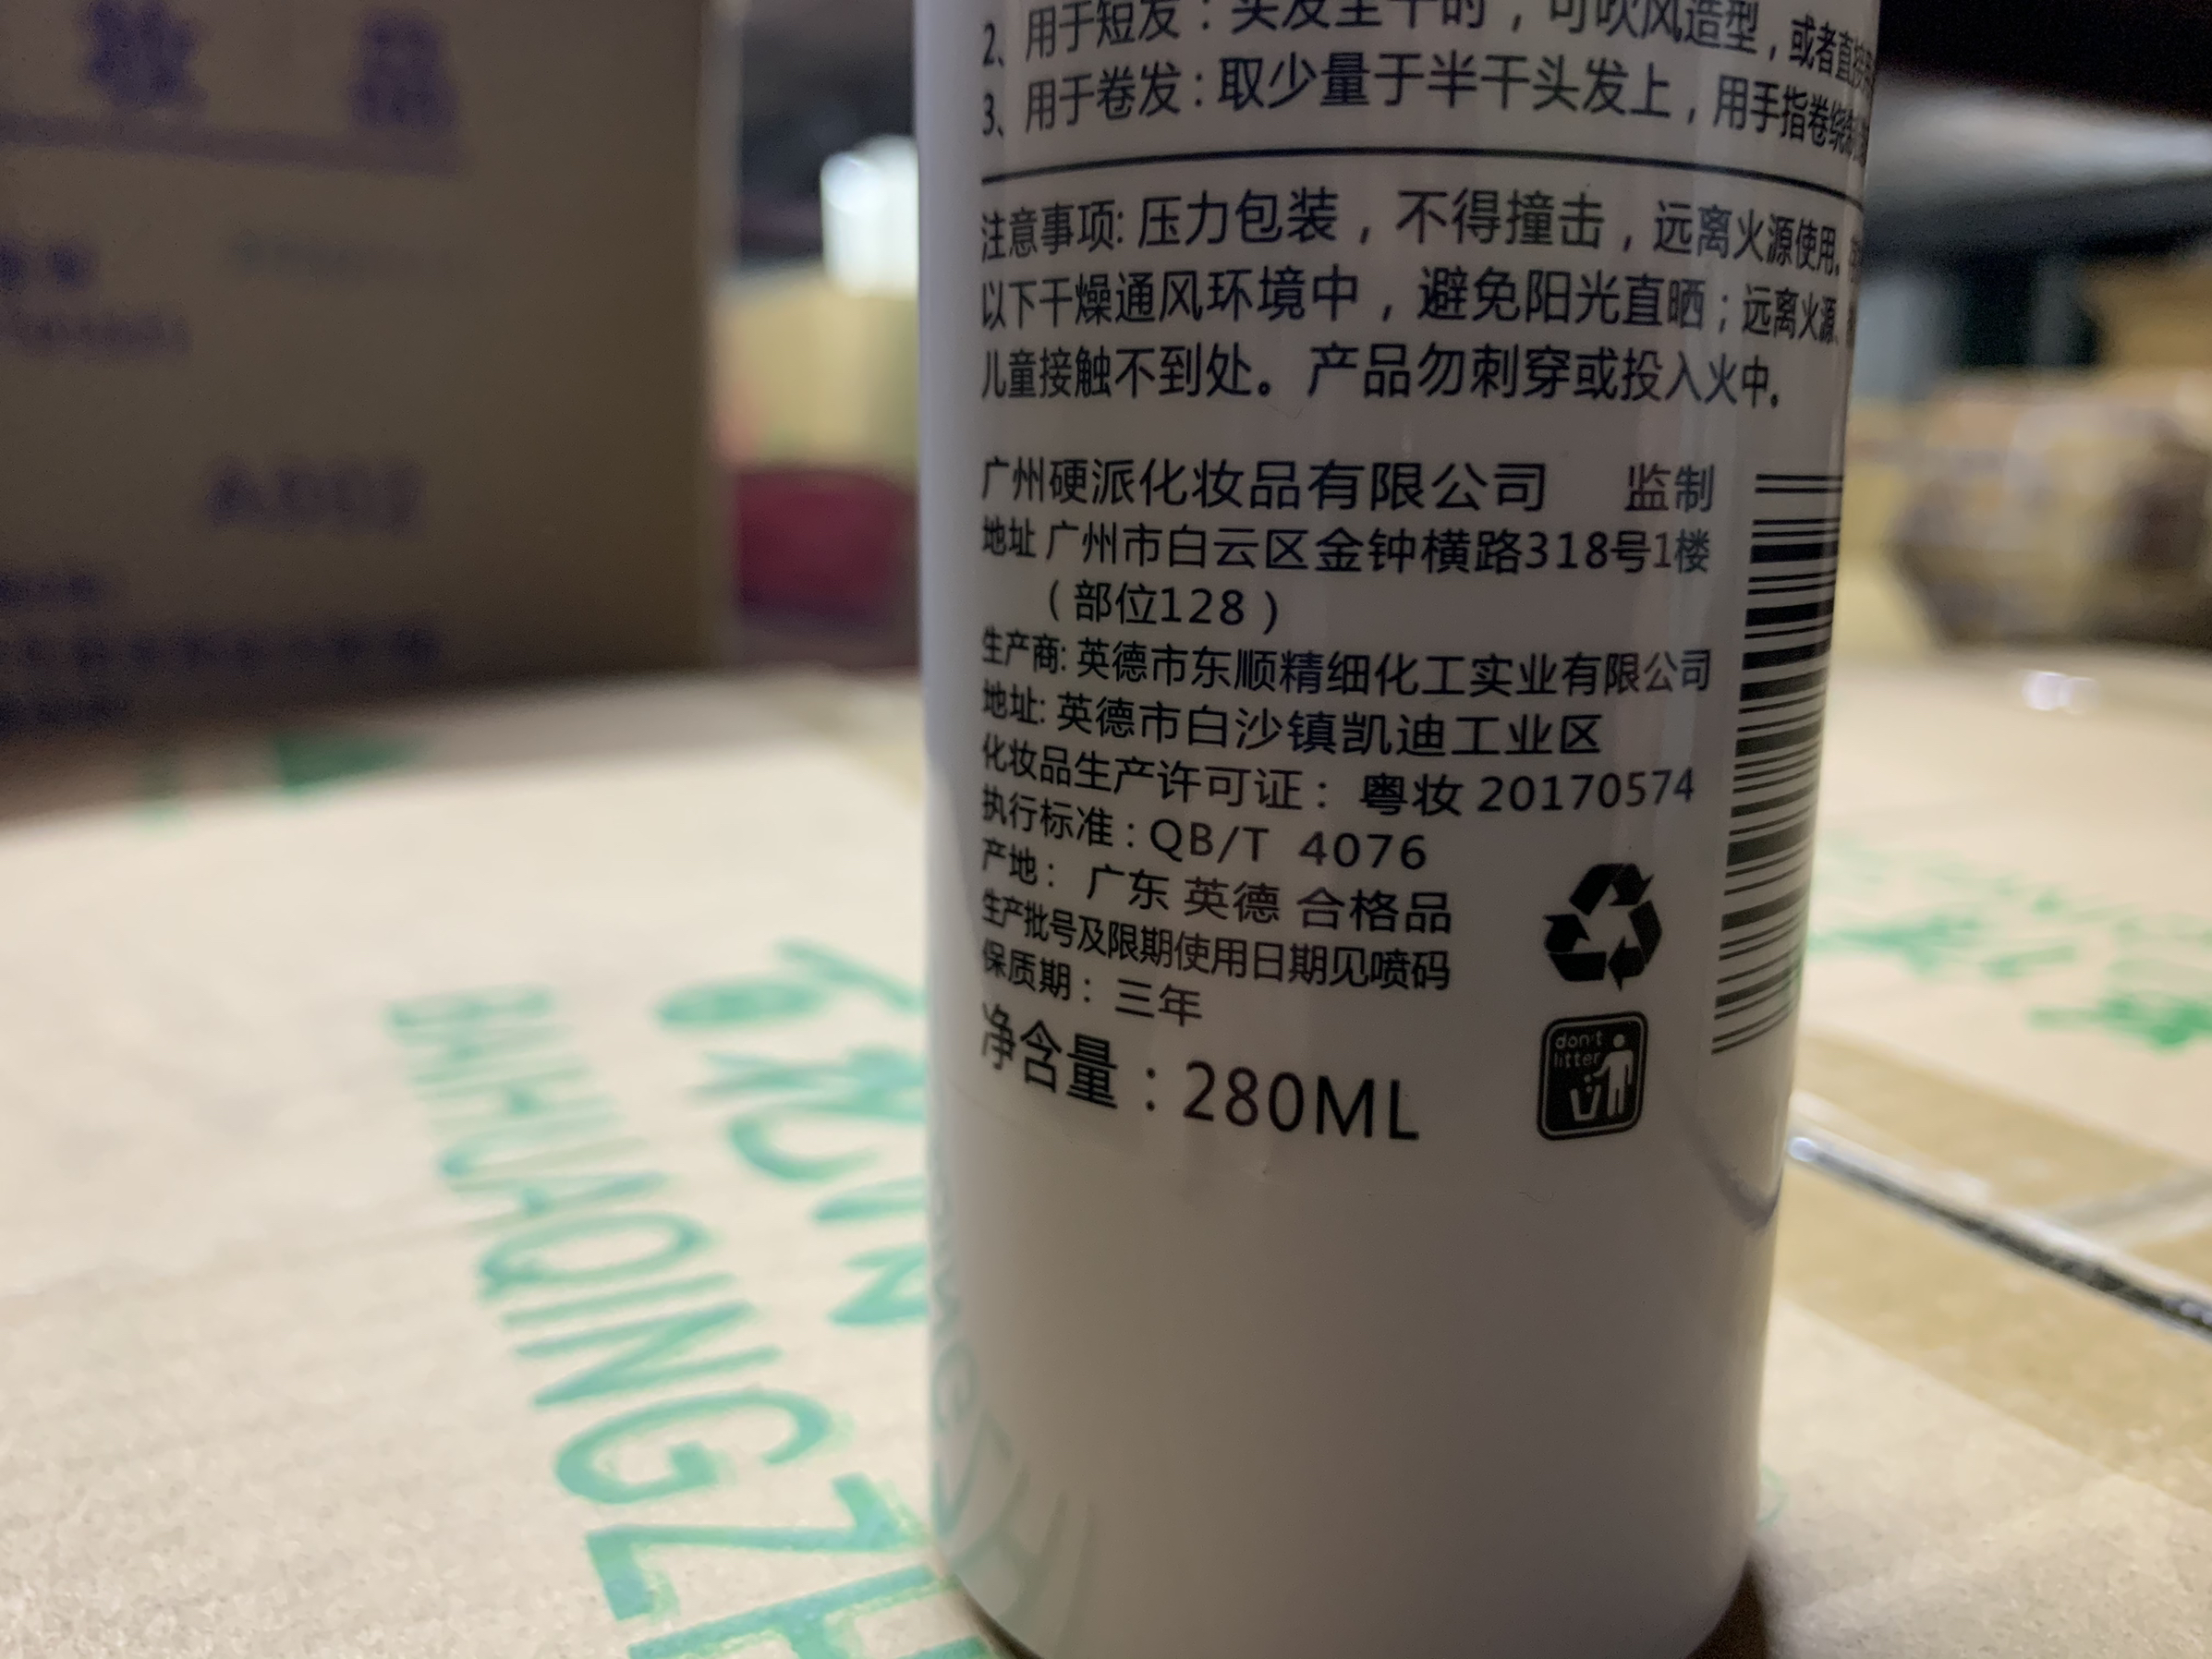 2、用于短发：头发至半干时，可吹风造型，或者直接
3、用于卷发：取少量于半干头发上，用手指卷绕
注意事项: 压力包装，不得撞击，远离火源使用。
以下干燥通风环境中，避免阳光直晒；远离火源、
儿童接触不到处。产品勿刺穿或投入火中。
广州硬派化妆品有限公司 监制
地址 广州市白云区金钟横路318号1楼
（部位128）
生产商: 英德市东顺精细化工实业有限公司
地址: 英德市白沙镇凯迪工业区
化妆品生产许可证：粤妆 20170574
执行标准：QB/T 4076
产地：广东 英德 合格品
生产批号及限期使用日期见喷码
保质期：三年
净含量：280ML
don't
litter
BAIHUAQINGZH
妆 品